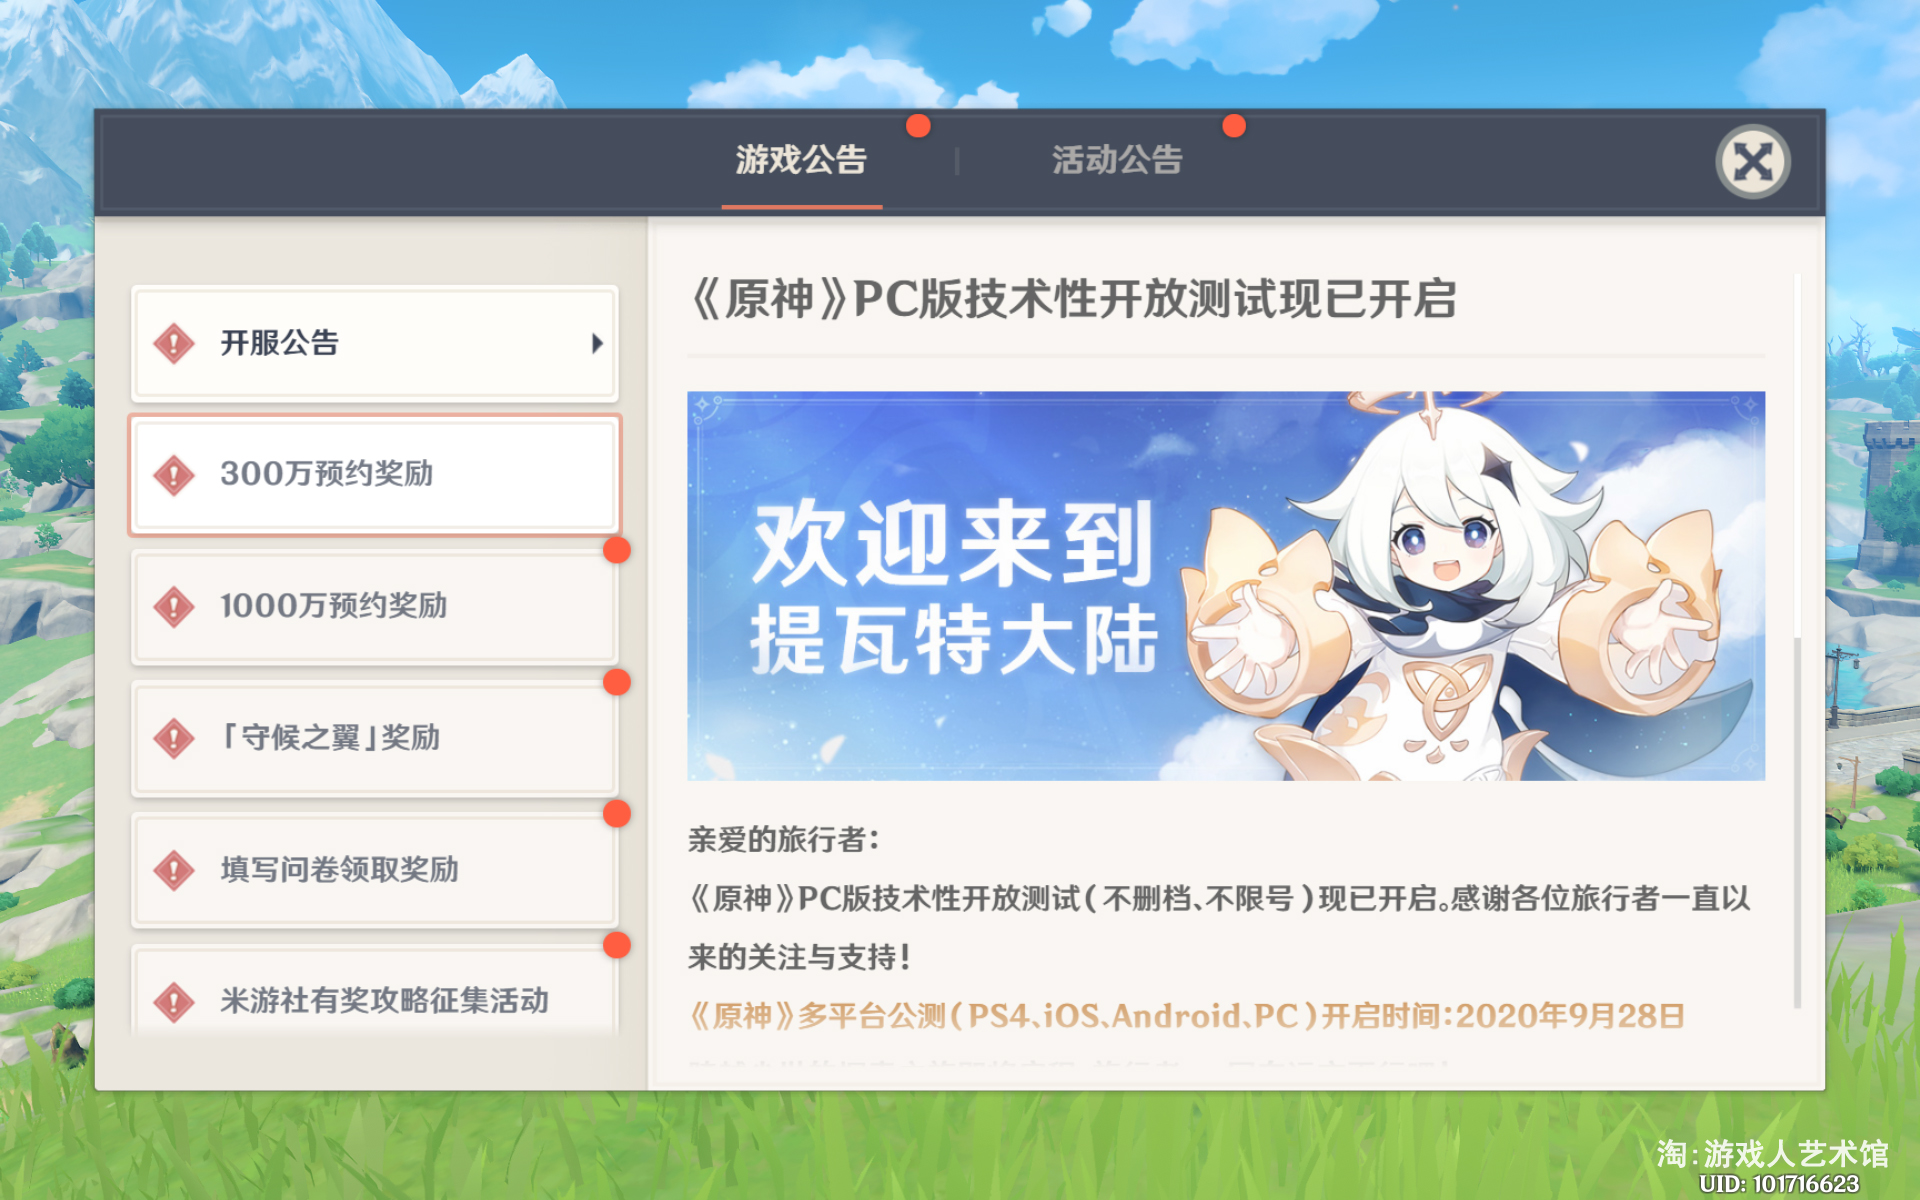 游戏公告
活动公告
开服公告
300万预约奖励
1000万预约奖励
「守候之翼」奖励
填写问卷领取奖励
米游社有奖攻略征集活动
《原神》PC版技术性开放测试现已开启
欢迎来到
提瓦特大陆
亲爱的旅行者：
《原神》PC版技术性开放测试(不删档、不限号)现已开启。感谢各位旅行者一直以
来的关注与支持！
《原神》多平台公测(PS4、iOS、Android、PC)开启时间：2020年9月28日
淘:游戏人艺术馆
UID: 101716623